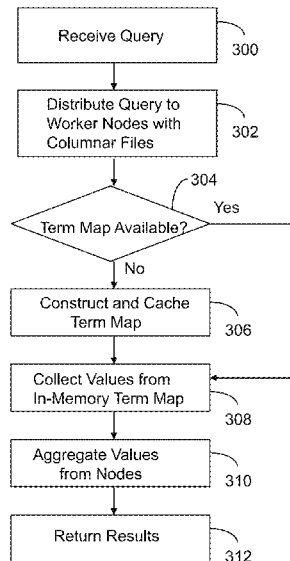 Receive Query
300
Distribute Query to
Worker Nodes with
Columnar Files
302
304
Term Map Available?
Yes
No
Construct and Cache
Term Map
306
Collect Values from
In-Memory Term Map
308
Aggregate Values
from Nodes
310
Return Results
312